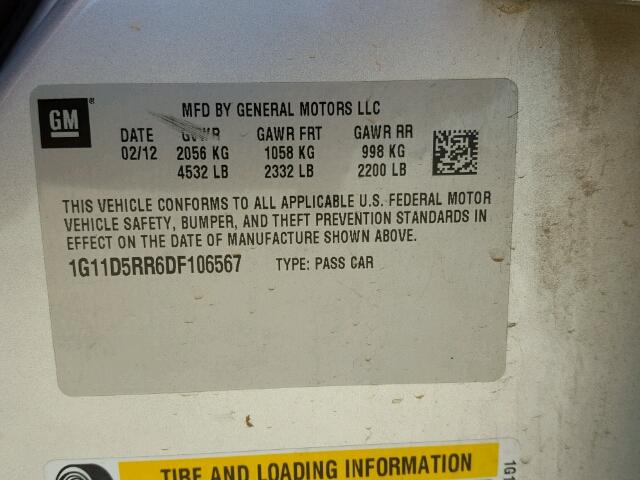 GM ®
MFD BY GENERAL MOTORS LLC
DATE GVWR GAWR FRT GAWR RR
02/12 2056 KG 1058 KG 998 KG
4532 LB 2332 LB 2200 LB
THIS VEHICLE CONFORMS TO ALL APPLICABLE U.S. FEDERAL MOTOR
VEHICLE SAFETY, BUMPER, AND THEFT PREVENTION STANDARDS IN
EFFECT ON THE DATE OF MANUFACTURE SHOWN ABOVE.
1G11D5RR6DF106567 TYPE: PASS CAR
TIRE AND LOADING INFORMATION
1G1